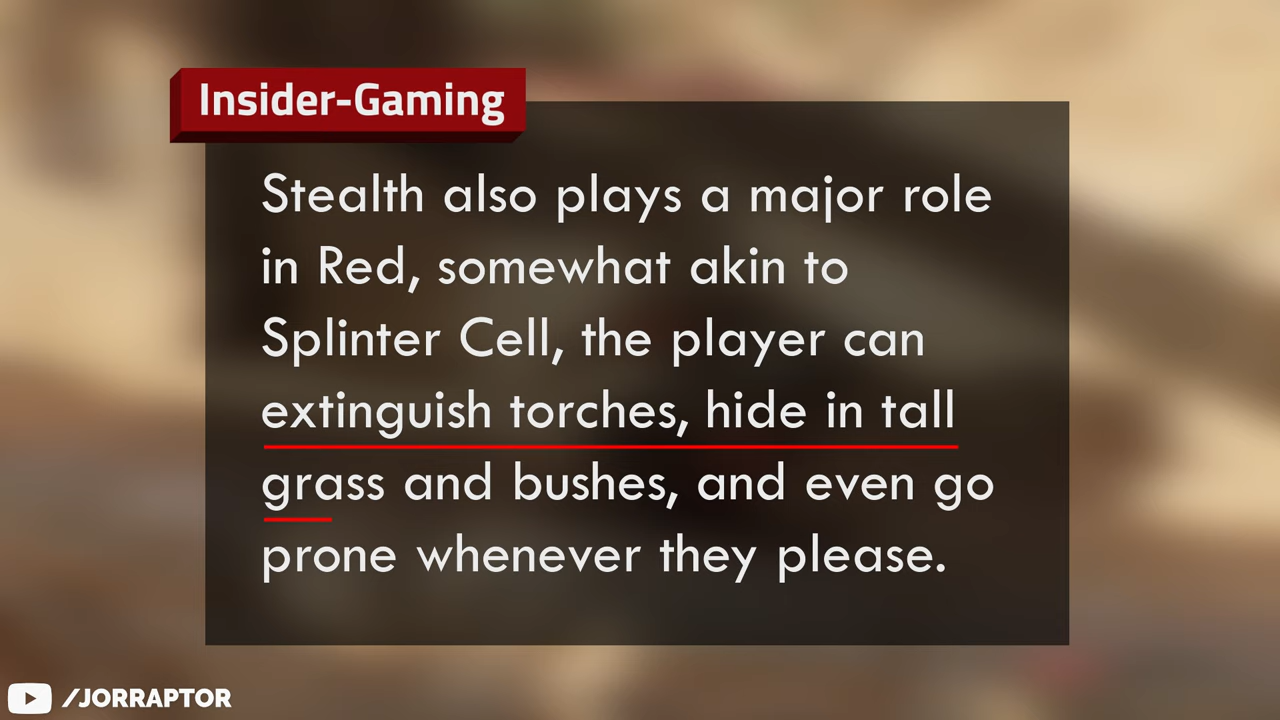 Insider-Gaming
Stealth also plays a major role
in Red, somewhat akin to
Splinter Cell, the player can
extinguish torches, hide in tall
grass and bushes, and even go
prone whenever they please.
/JORRAPTOR